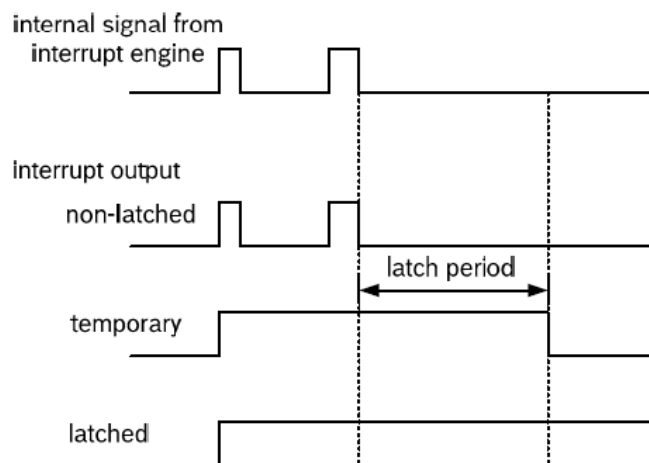 internal signal from
interrupt engine
interrupt output
non-latched
latch period
temporary
latched